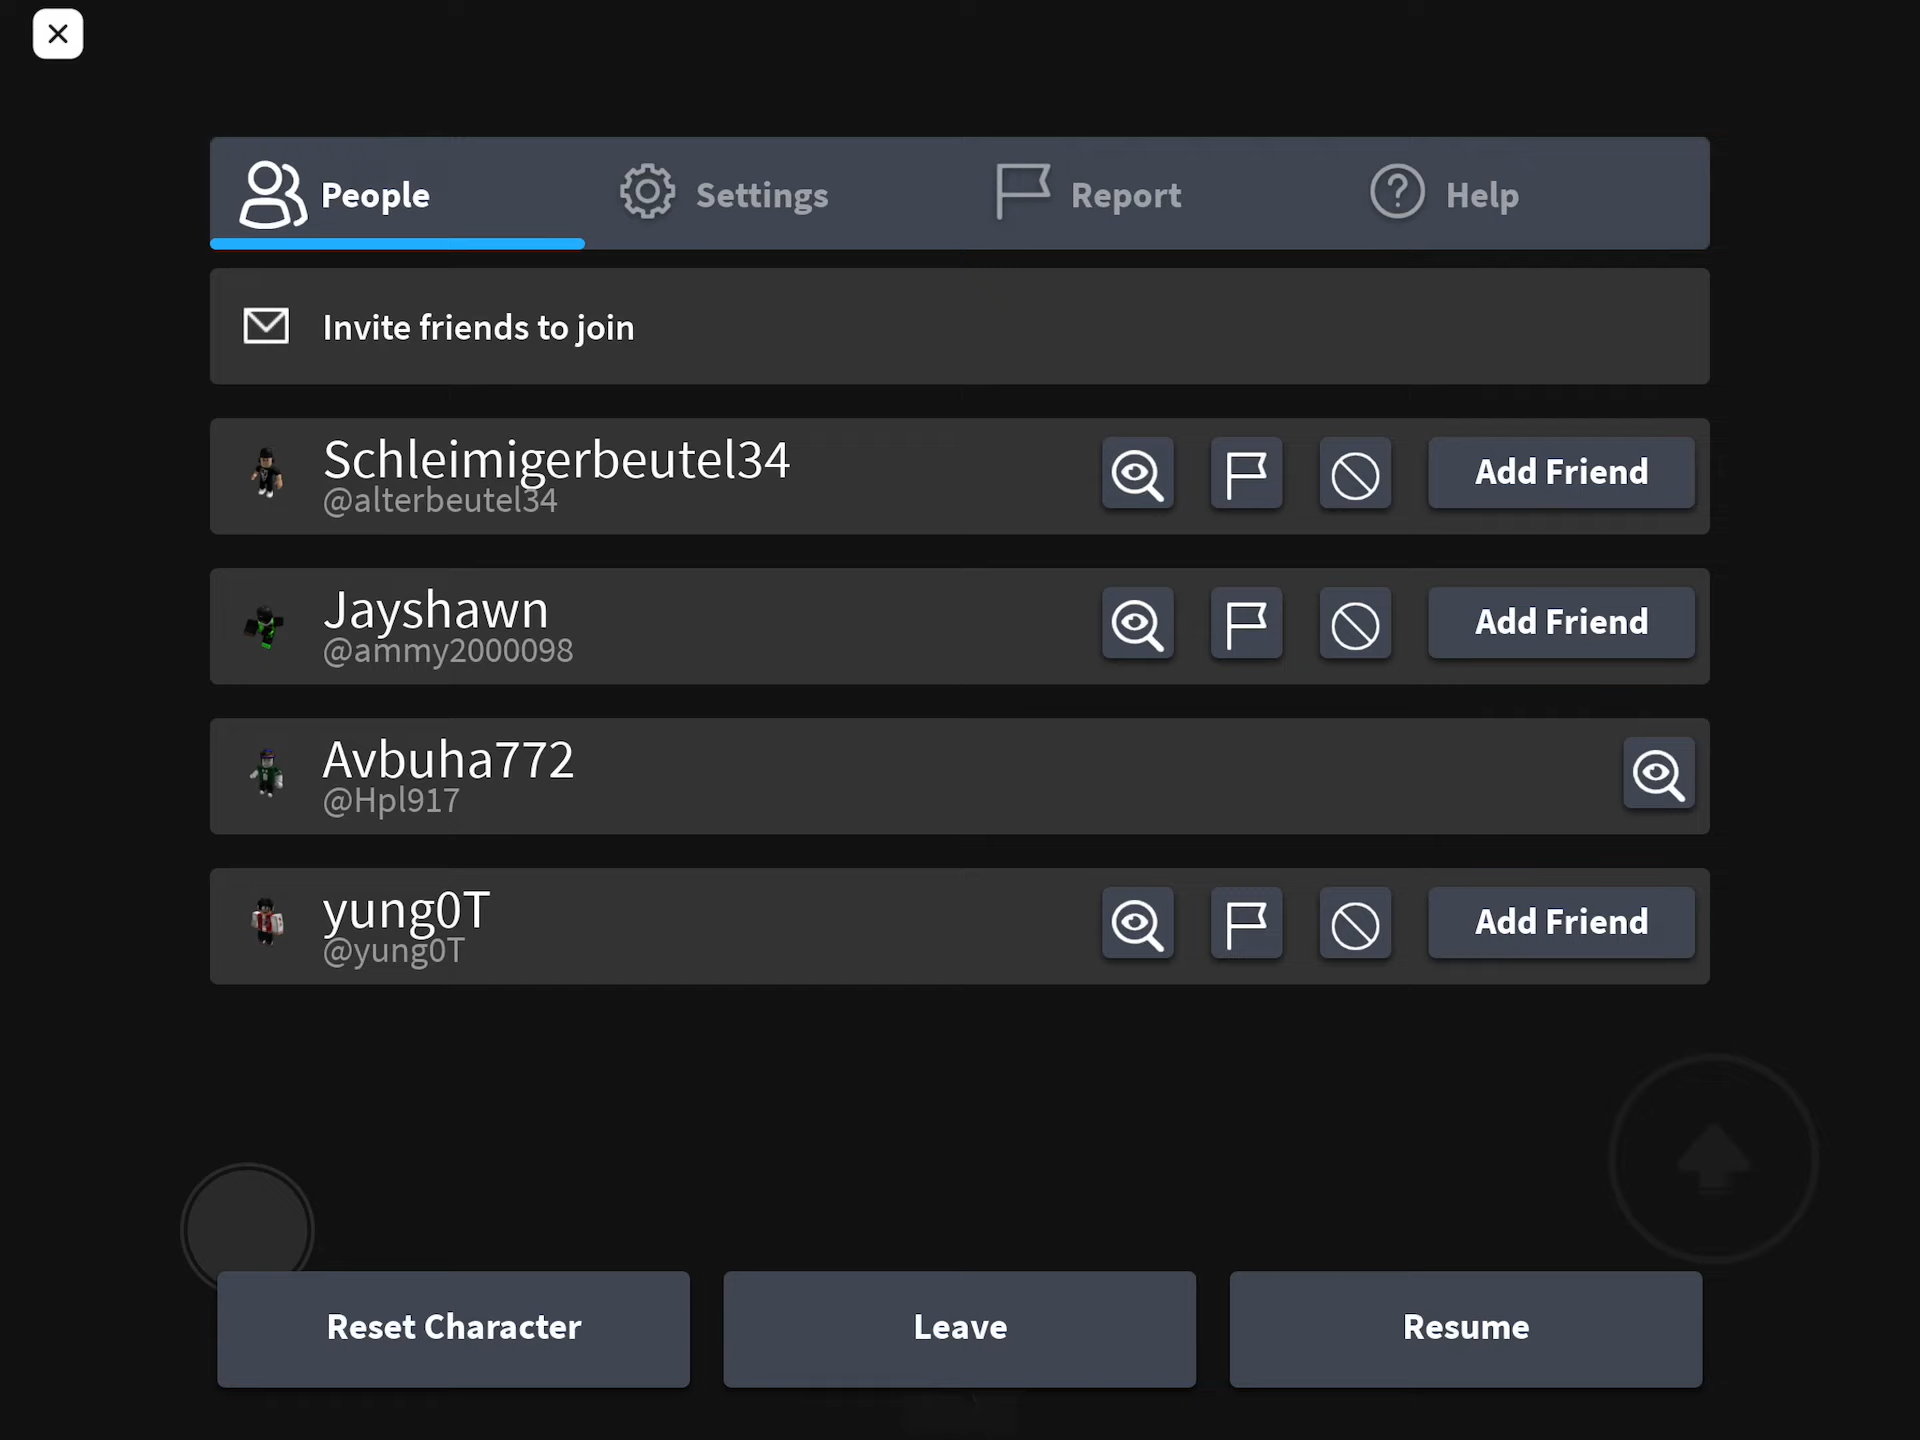 People
Settings
Report
Help
Invite friends to join
Schleimigerbeutel34
@alterbeutel34
Add Friend
Jayshawn
@ammy2000098
Add Friend
Avbuha772
@Hpl917
yung0T
@yung0T
Add Friend
Reset Character
Leave
Resume